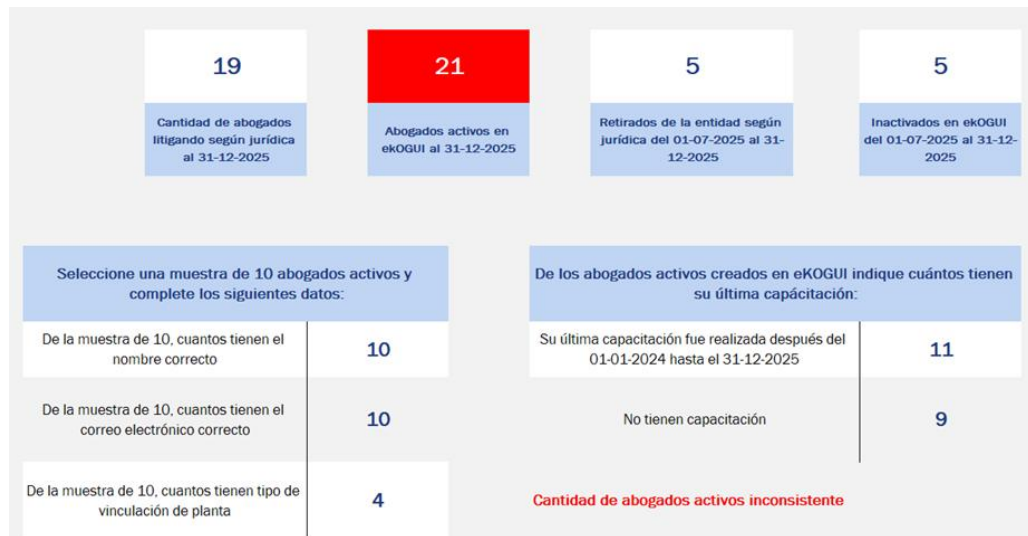 19
21
5
5
Cantidad de abogados
litigando según jurídica
al 31-12-2025
Abogados activos en
ekOGUI al 31-12-2025
Retirados de la entidad según
jurídica del 01-07-2025 al 31-
12-2025
Inactivados en ekOGUI
del 01-07-2025 al 31-12-
2025
Seleccione una muestra de 10 abogados activos y
complete los siguientes datos:
De la muestra de 10, cuantos tienen el
nombre correcto
10
De la muestra de 10, cuantos tienen el
correo electrónico correcto
10
De la muestra de 10, cuantos tienen tipo de
vinculación de planta
4
De los abogados activos creados en eKOGUI indique cuántos tienen
su última capácitación:
Su última capacitación fue realizada después del
01-01-2024 hasta el 31-12-2025
11
No tienen capacitación
9
Cantidad de abogados activos inconsistente